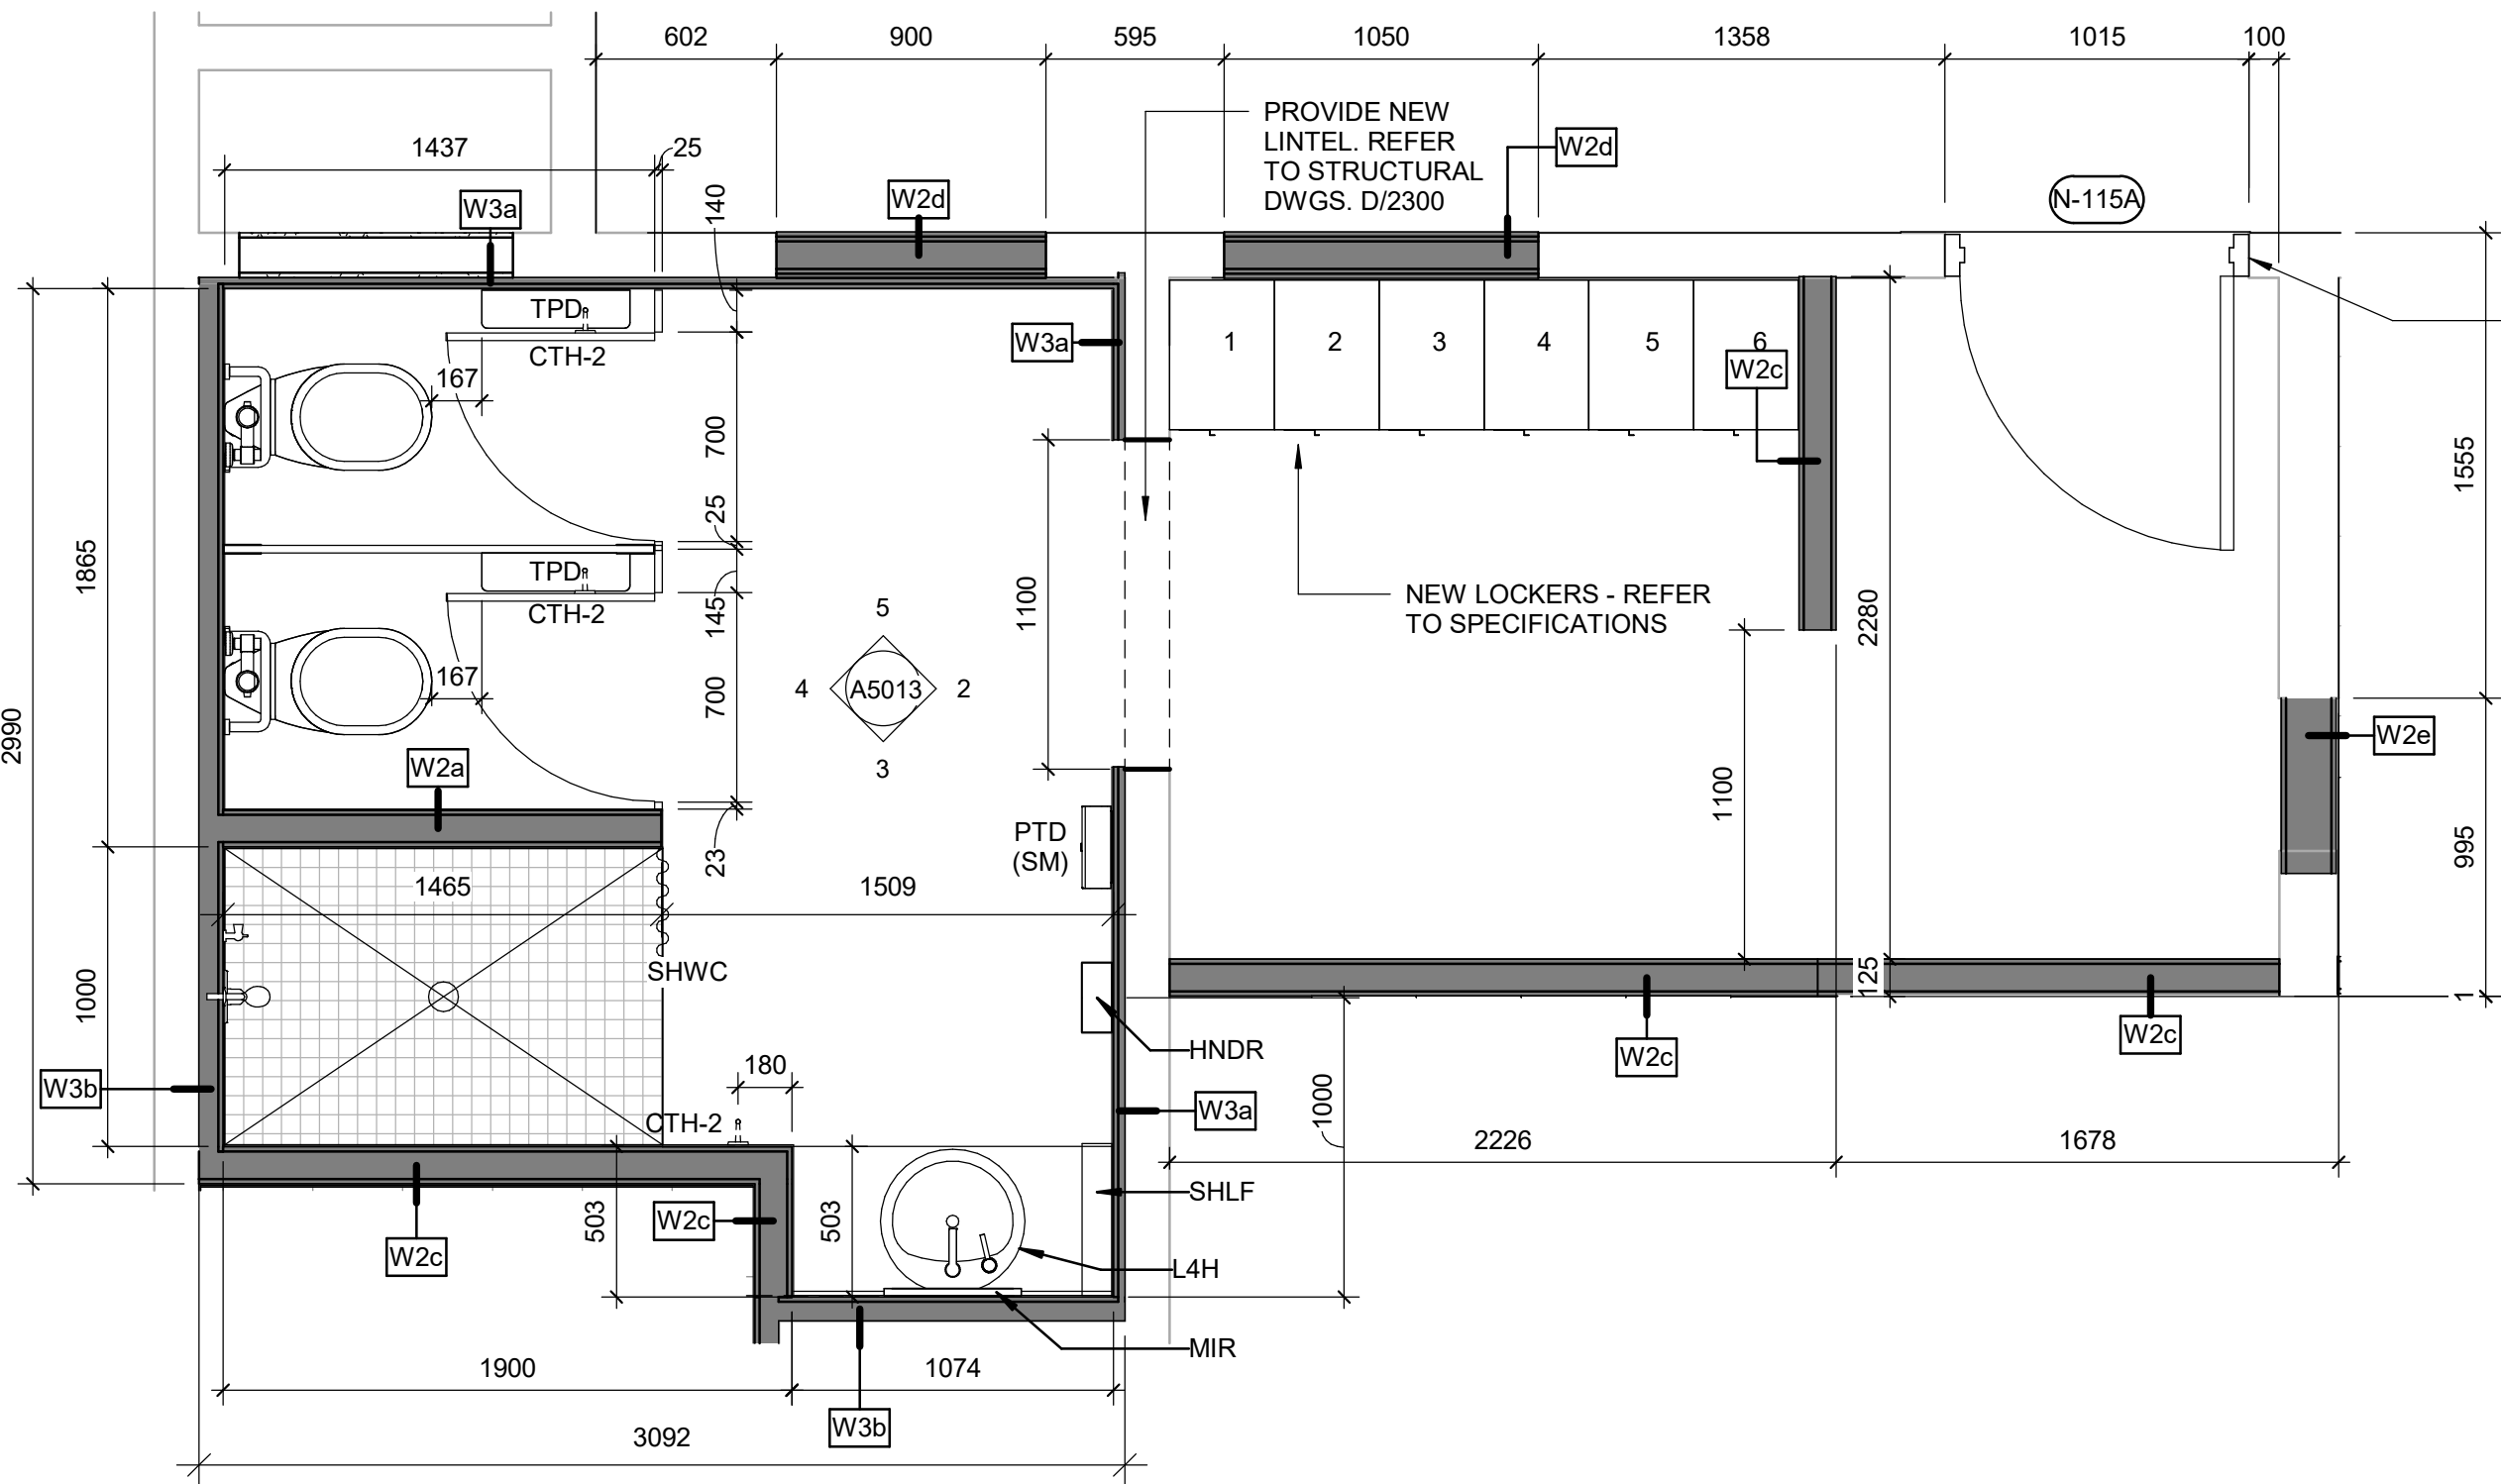 602
900
595
1050
1358
1015
100
PROVIDE NEW
LINTEL. REFER
TO STRUCTURAL
DWGS. D/2300
W2d
1437
25
W3a
140
W2d
N-115A
TPD
CTH-2
W3a
1
2
3
4
5
6
W2c
167
700
1555
25
1865
TPD
CTH-2
145
1100
NEW LOCKERS - REFER
TO SPECIFICATIONS
2280
5
4
A5013
2
3
167
700
2990
W2a
W2e
1100
PTD
(SM)
23
995
1465
1509
SHWC
1000
125
1
HNDR
W2c
W2c
180
W3b
CTH-2
W3a
1000
2226
1678
SHLF
503
W2c
503
W2c
L4H
MIR
1900
1074
W3b
3092